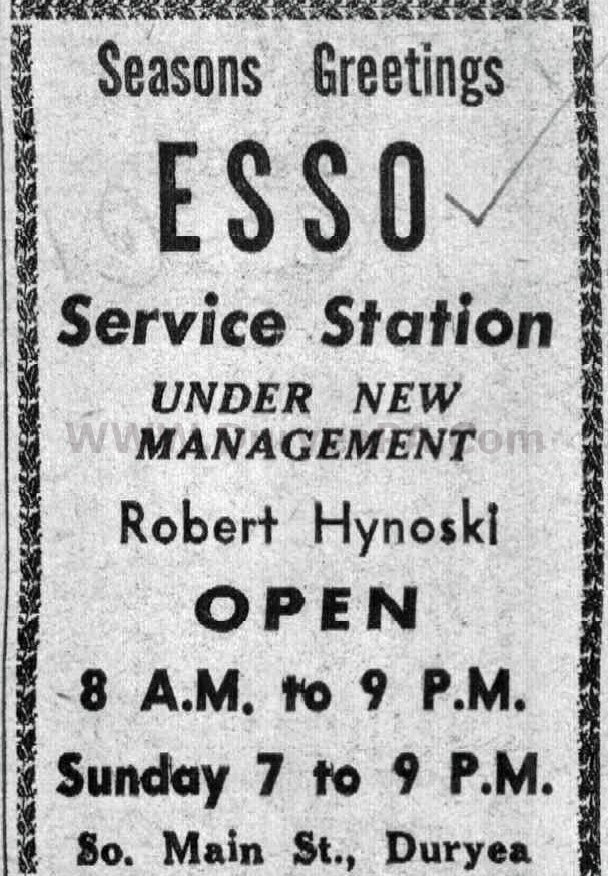 Seasons Greetings
ESSO
Service Station
UNDER NEW
MANAGEMENT
Robert Hynoski
OPEN
8 A.M. to 9 P.M.
Sunday 7 to 9 P.M.
So. Main St., Duryea